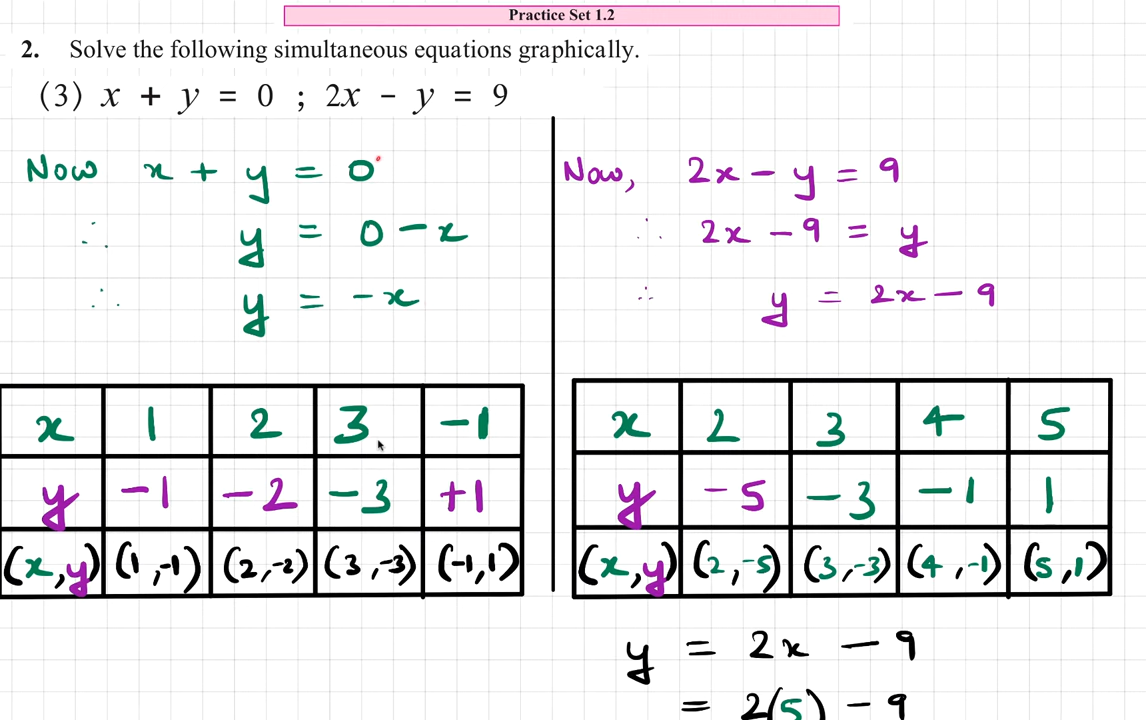 Practice Set 1.2
2. Solve the following simultaneous equations graphically.
(3) x + y = 0 ; 2x - y = 9
Now x + y = 0
∴ y = 0 - x
∴ y = -x
x 1 2 3 -1
y -1 -2 -3 +1
(x,y) (1,-1) (2,-2) (3,-3) (-1,1)
Now, 2x - y = 9
∴ 2x - 9 = y
∴ y = 2x - 9
x 2 3 4 5
y -5 -3 -1 1
(x,y) (2,-5) (3,-3) (4,-1) (5,1)
y = 2x - 9
= 2(5) - 9